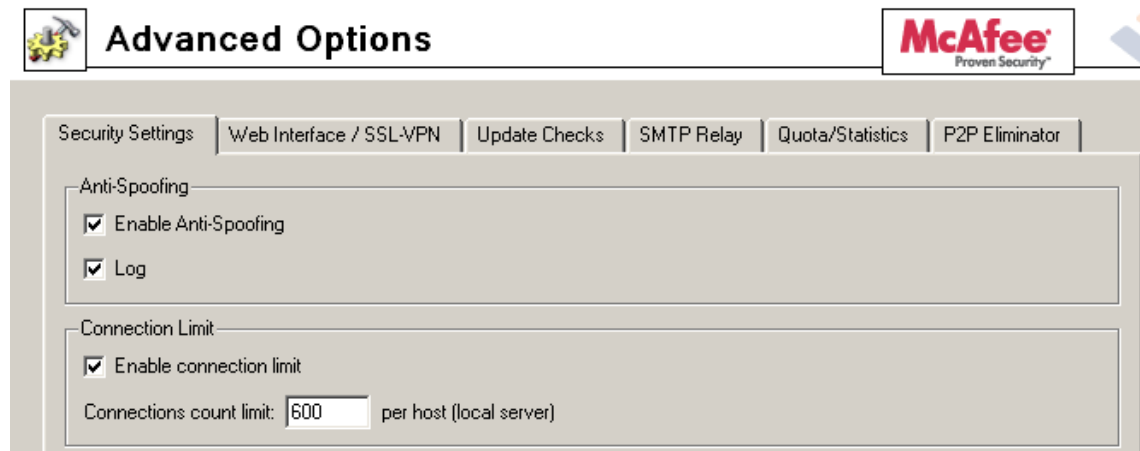 Advanced Options
McAfee®
Proven Security™
Security Settings Web Interface / SSL-VPN Update Checks SMTP Relay Quota/Statistics P2P Eliminator
Anti-Spoofing
Enable Anti-Spoofing
Log
Connection Limit
Enable connection limit
Connections count limit: 600 per host (local server)